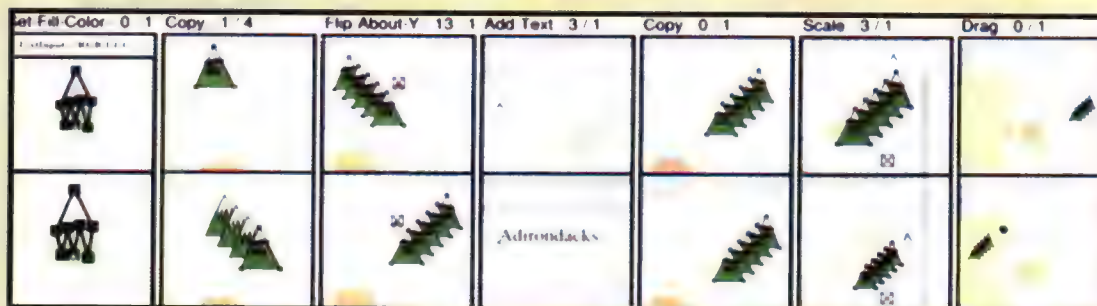 Set-Fill-Color 0 1
Copy 1 / 4
Flip About-Y 13 1
Add Text 3 / 1
Copy 0 1
Scale 3 / 1
Drag 0 / 1
Adirondacks